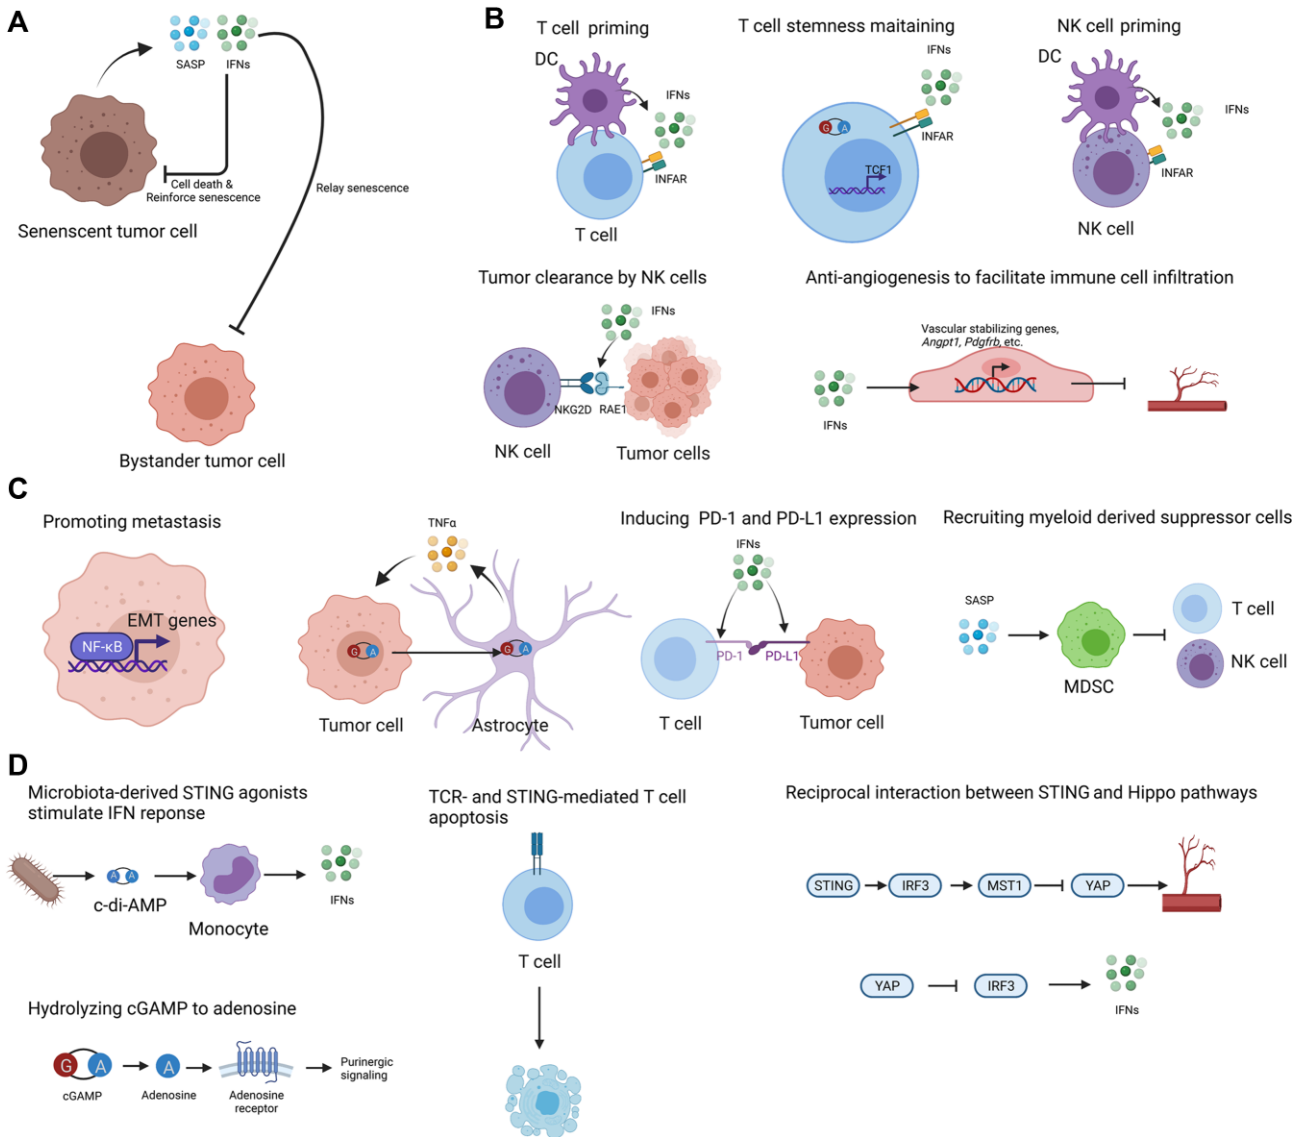 A
SASP
IFNs
Cell death &
Reinforce senescence
Relay senescence
Senenscent tumor cell
Bystander tumor cell
B
T cell priming
DC
IFNs
INFAR
T cell
T cell stemness maitaining
IFNs
G A
INFAR
TCF1
NK cell priming
DC
IFNs
INFAR
NK cell
Tumor clearance by NK cells
IFNs
NKG2D
RAE1
NK cell
Tumor cells
Anti-angiogenesis to facilitate immune cell infiltration
Vascular stabilizing genes,
Angpt1, Pdgfrb, etc.
IFNs
C
Promoting metastasis
EMT genes
NF-κB
TNFα
G A
G A
Tumor cell
Astrocyte
Inducing PD-1 and PD-L1 expression
IFNs
PD-1
PD-L1
T cell
Tumor cell
Recruiting myeloid derived suppressor cells
SASP
MDSC
T cell
NK cell
D
Microbiota-derived STING agonists
stimulate IFN reponse
A A
c-di-AMP
Monocyte
IFNs
Hydrolyzing cGAMP to adenosine
G A
cGAMP
A
Adenosine
Adenosine
receptor
Purinergic
signaling
TCR- and STING-mediated T cell
apoptosis
T cell
Reciprocal interaction between STING and Hippo pathways
STING
IRF3
MST1
YAP
YAP
IRF3
IFNs